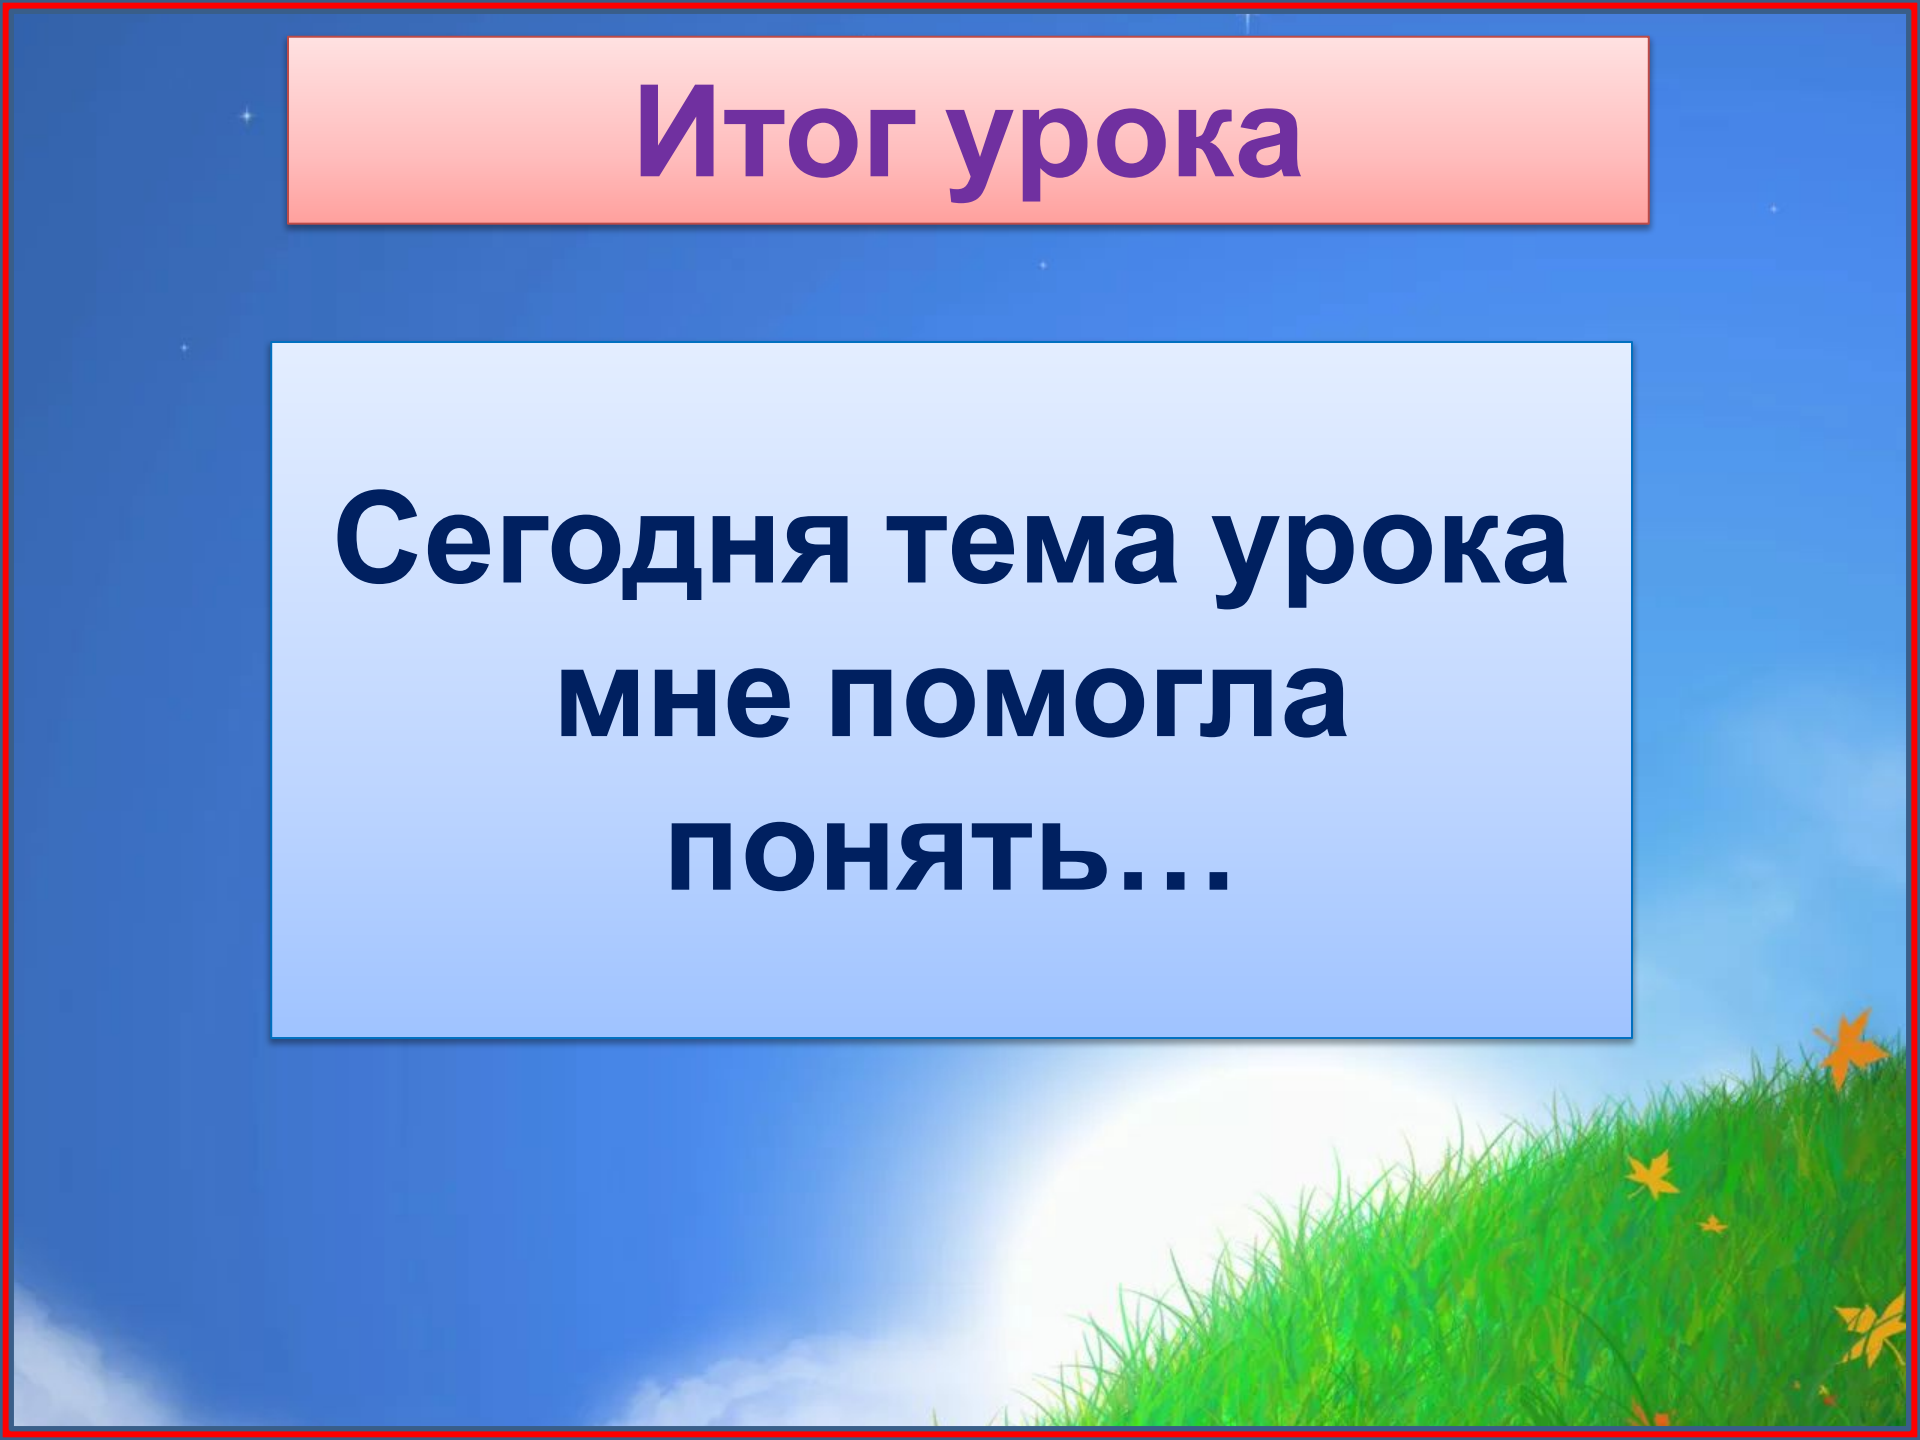 Итог урока
Сегодня тема урока
мне помогла
понять…